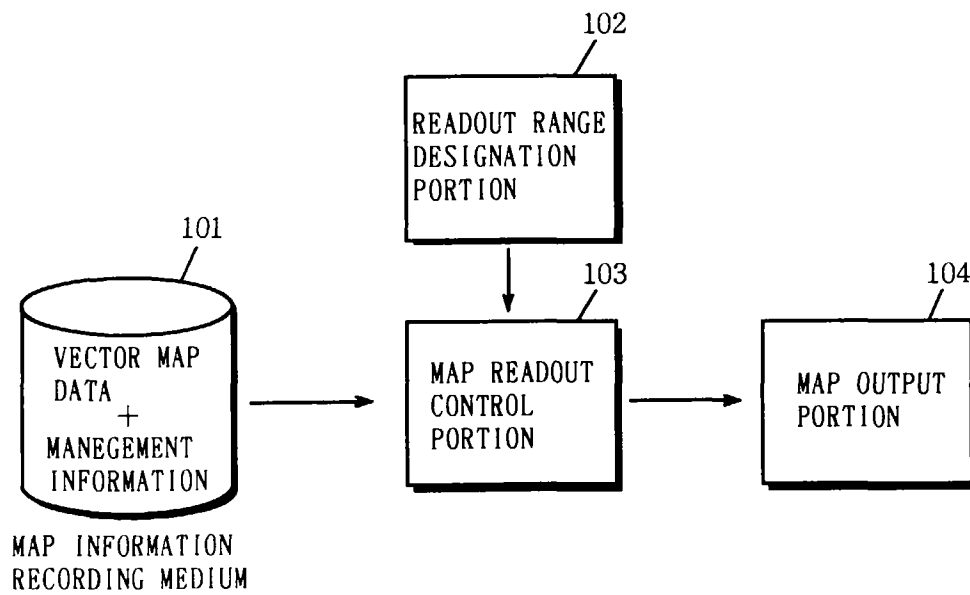 102
READOUT RANGE
DESIGNATION
PORTION
101
VECTOR MAP
DATA
+
MANEGEMENT
INFORMATION
MAP INFORMATION
RECORDING MEDIUM
103
MAP READOUT
CONTROL
PORTION
104
MAP OUTPUT
PORTION